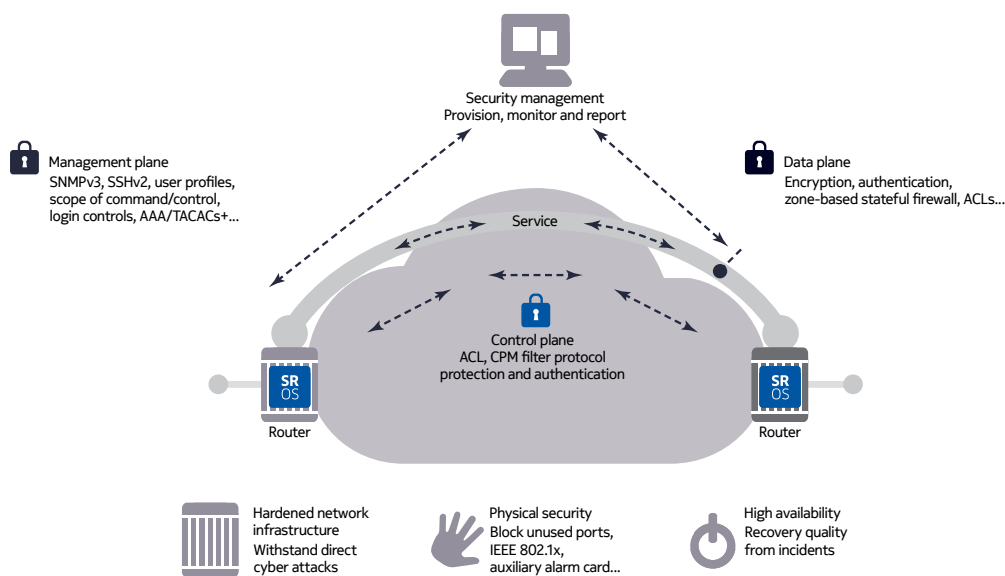 Security management
Provision, monitor and report
Management plane
SNMPv3, SSHv2, user profiles,
scope of command/control,
login controls, AAA/TACACs+...
Data plane
Encryption, authentication,
zone-based stateful firewall, ACLs...
Service
Control plane
ACL, CPM filter protocol
protection and authentication
SR
OS
Router
SR
OS
Router
Hardened network
infrastructure
Withstand direct
cyber attacks
Physical security
Block unused ports,
IEEE 802.1x,
auxiliary alarm card...
High availability
Recovery quality
from incidents